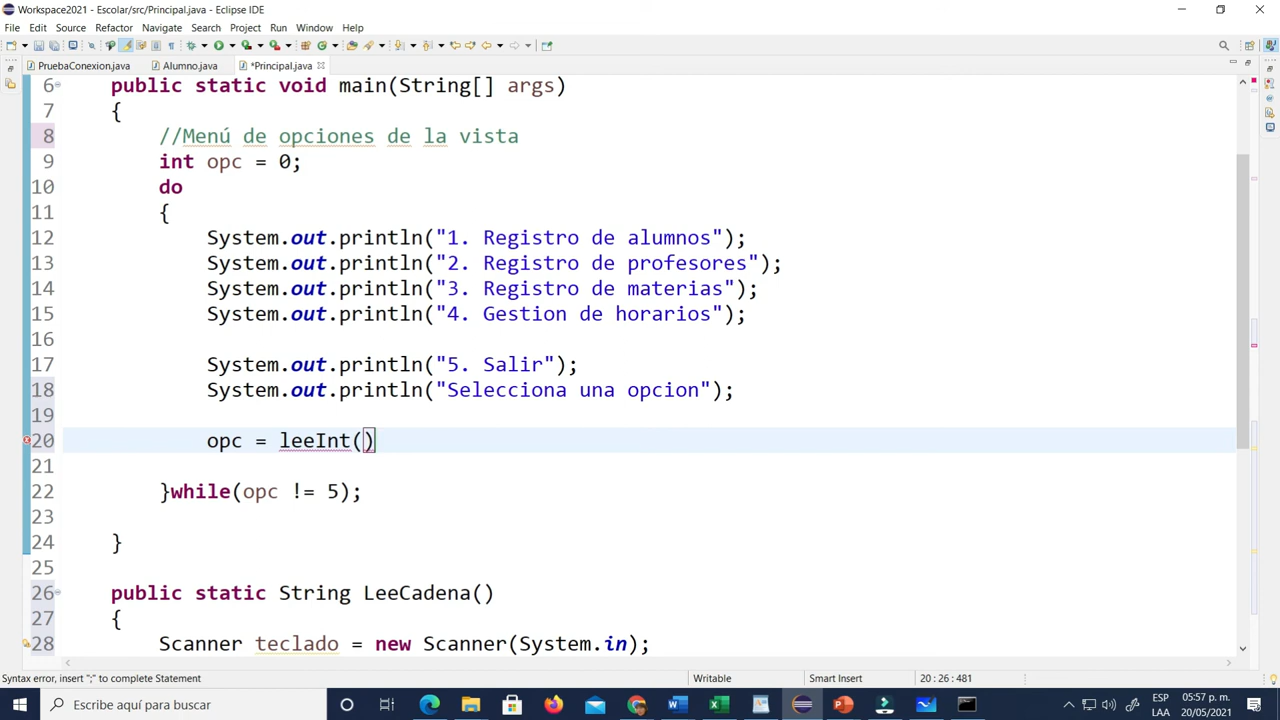 Workspace2021 - Escolar/src/Principal.java - Eclipse IDE
File Edit Source Refactor Navigate Search Project Run Window Help
PruebaConexion.java Alumno.java *Principal.java
6 public static void main(String[] args)
7 {
8 //Menú de opciones de la vista
9 int opc = 0;
10 do
11 {
12 System.out.println("1. Registro de alumnos");
13 System.out.println("2. Registro de profesores");
14 System.out.println("3. Registro de materias");
15 System.out.println("4. Gestion de horarios");
16
17 System.out.println("5. Salir");
18 System.out.println("Selecciona una opcion");
19
20 opc = leeInt()
21
22 }while(opc != 5);
23
24 }
25
26 public static String LeeCadena()
27 {
28 Scanner teclado = new Scanner(System.in);
Syntax error, insert ";" to complete Statement Writable Smart Insert 20 : 26 : 481
Escribe aquí para buscar
ESP 05:57 p. m.
LAA 20/05/2021